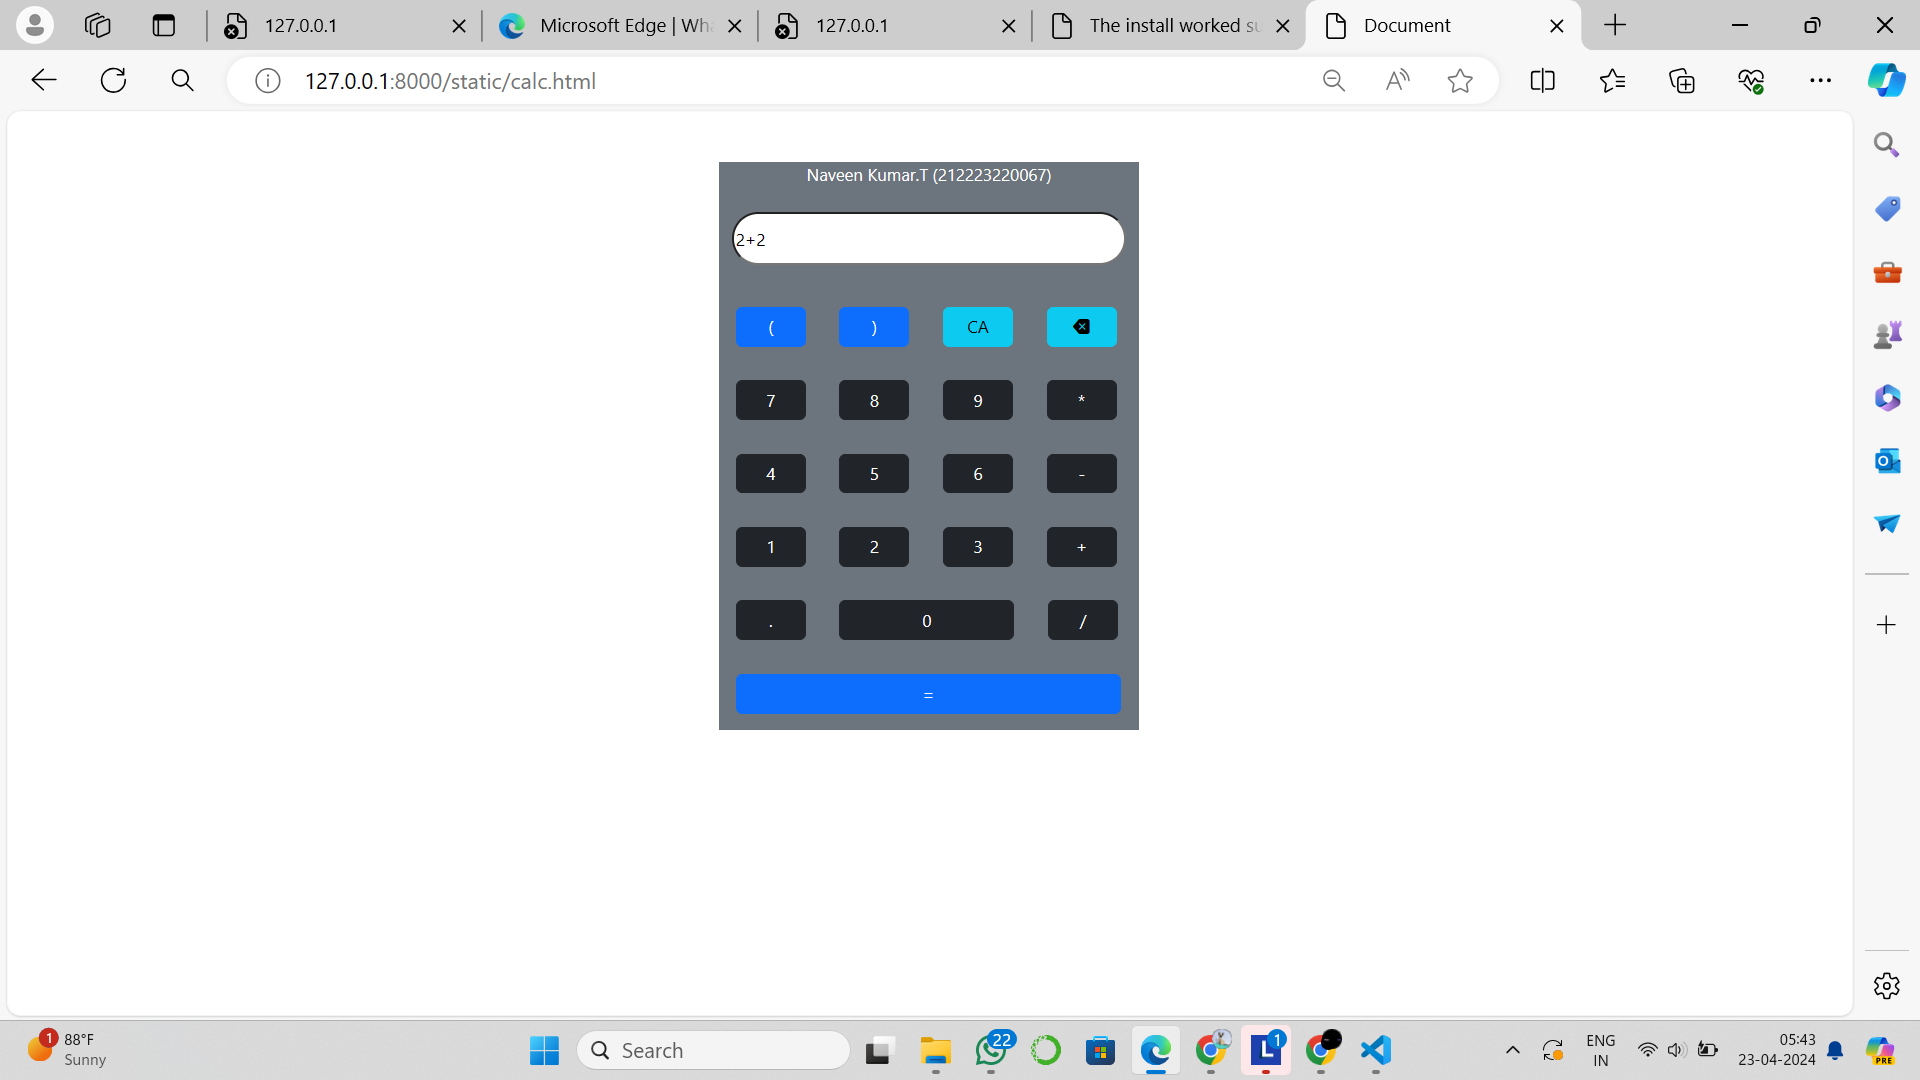 127.0.0.1
Microsoft Edge | Wha
127.0.0.1
The install worked su
Document
127.0.0.1:8000/static/calc.html
Naveen Kumar.T (212223220067)
2+2
( ) CA
7 8 9 *
4 5 6 -
1 2 3 +
. 0 /
=
1
88°F
Sunny
Search
22
L
1
ENG
IN
05:43
23-04-2024
PRE